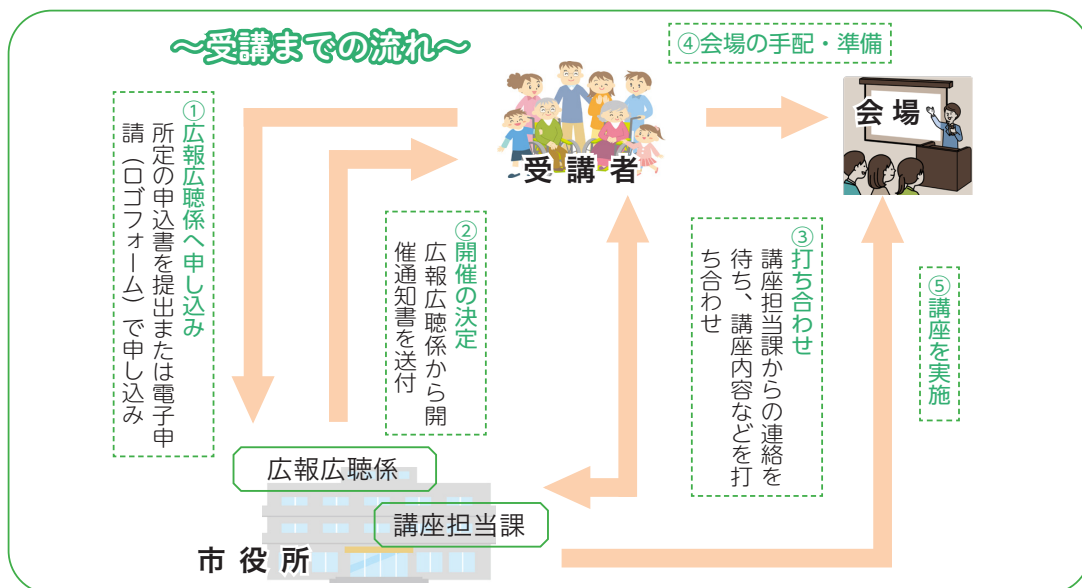 ~受講までの流れ~
④会場の手配・準備
受講者
会場
①広報広聴係へ申し込み
所定の申込書を提出または電子申
請（ロゴフォーム）で申し込み
②開催の決定
広報広聴係から開
催通知書を送付
③打ち合わせ
講座担当課からの連絡を
待ち、講座内容などを打
ち合わせ
⑤講座を実施
広報広聴係
講座担当課
市役所